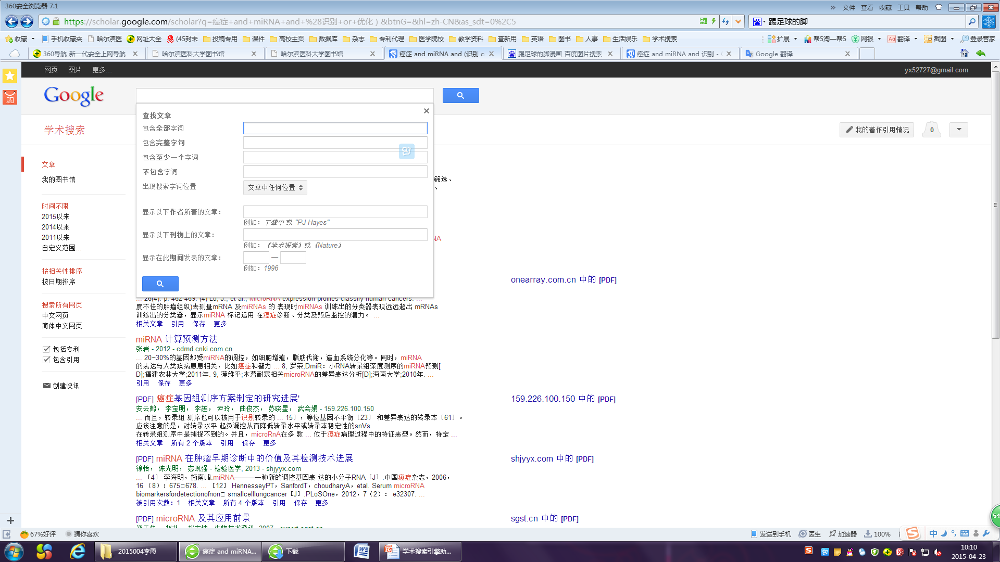 360安全浏览器 7.1
» 文件 查看 收藏 工具 帮助
https://scholar.google.com/scholar?q=癌症+and+miRNA+and+%28识别+or+优化）&btnG=&hl=zh-CN&as_sdt=0%2C5
踢足球的脚
收藏 手机收藏夹 哈尔滨医 网址大全 (45封未 投稿专用 课件 高校主页 数据库 杂志 专利代理 医学院校 教学资料 查新用 英语 图书 人事 生活娱乐 学术搜索 扩展 帮5淘—帮5 网银 翻译 截图 登录管家
360导航_新一代安全上网导航 哈尔滨医科大学图书馆 哈尔滨医科大学图书馆 癌症 and miRNA and (识别 o 踢足球的脚漫画_百度图片搜索 癌症 and miRNA and 识别 - Google 翻译
网页 图片 更多... yx52727@gmail.com
Google
查找文章
学术搜索
我的著作引用情况 0
包含全部字词
包含完整字句
包含至少一个字词
不包含字词
出现搜索字词位置 文章中任何位置
显示以下作者所著的文章：
例如：丁肇中 或 "PJ Hayes"
显示以下刊物上的文章：
例如：《学术探索》或《Nature》
显示在此期间发表的文章： —
例如：1996
文章
我的图书馆
时间不限
2015以来
2014以来
2011以来
自定义范围...
按相关性排序
按日期排序
搜索所有网页
中文网页
简体中文网页
包括专利
包含引用
创建快讯
筛选、
、
NA
onearray.com.cn 中的 [PDF]
... 26(4). p. 462-469. (4) Lu, J., et al., MicroRNA expression profiles classify human cancers. ...
度不佳的肿瘤组织)去测量mRNA 及miRNAs 的 表现时miRNAs 训练出的分类器表现远远超出 mRNAs
训练出的分类器，显示miRNA 标记运用 在癌症诊断、分类及预后监控的潜力。 ...
相关文章 引用 保存 更多
miRNA 计算预测方法
张岩 - 2012 - cdmd.cnki.com.cn
... 20~30%的基因都受miRNA的调控，如细胞增殖，脂肪代谢，造血系统分化等。同时，miRNA
的表达与人类疾病息息相关，比如癌症和智力 ... 8, 罗荣;DmiR：小RNA转录组深度测序的miRNA预测[
D];福建农林大学;2011年. 9, 薄维平;木薯耐寒相关microRNA的差异表达分析[D];海南大学;2010年. ...
引用 保存 更多
[PDF] 癌症基因组测序方案制定的研究进展'
159.226.100.150 中的 [PDF]
安云鹤， 李宝明， 李越， 尹玲， 曲俊杰， 苏晓星， 武会娟 - 159.226.100.150
... 而且，转录组 测序也可以被用于识别转录的 ... 15］，等位基因不平衡［23］ 和差异表达的转录本［61］。
应该注意的是，对转录水平 起负调控从而降低转录水平或转录本稳定性的snVs
在转录组测序中是捕捉不到的。并且，microRnA在多 数 ... 位于癌症病理过程中的特征表型。然而，特定 ...
相关文章 所有 2 个版本 引用 保存 更多
[PDF] miRNA 在肿瘤早期诊断中的价值及其检测技术进展
shjyyx.com 中的 [PDF]
徐怡， 陈光明， 宓现强 - 检验医学, 2013 - shjyyx.com
... ［4］ 李海明，施南峰.miRNA———一种新的调控基因表 达的小分子RNA［J］.中国癌症杂志，2006，
16（8）：675□678. ... ［12］ HennesseyPT，SanfordT，choudharyA，etal. Serum microRNA
biomarkersfordetectionofnon□ smallcelllungcancer［J］.PLoSOne，2012，7（2）： e32307. ...
被引用次数：1 相关文章 所有 4 个版本 引用 保存 更多
[PDF] microRNA 及其应用前景
sgst.cn 中的 [PDF]
67%好评 猜你喜欢 发送到手机 医生 加速器 100% 中
54
2015004李霞 癌症 and miRNA... 下载 学术搜索引擎助...
10:10
2015-04-23